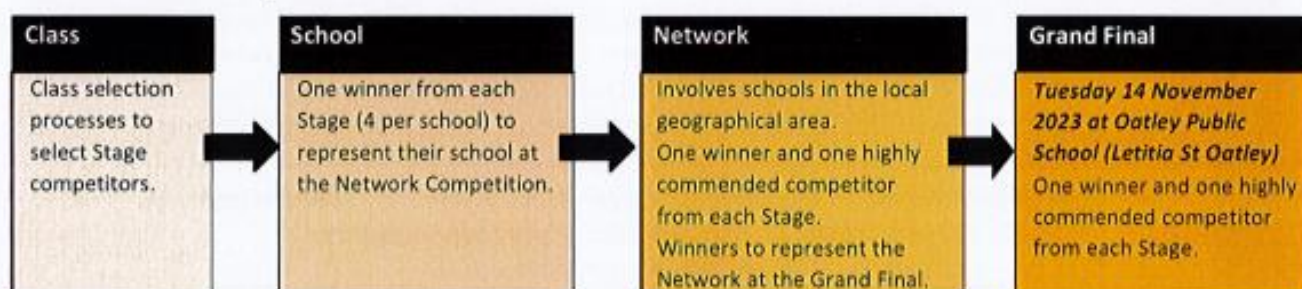 Class
Class selection
processes to
select Stage
competitors.
School
One winner from each
Stage (4 per school) to
represent their school at
the Network Competition.
Network
Involves schools in the local
geographical area.
One winner and one highly
commended competitor
from each Stage.
Winners to represent the
Network at the Grand Final.
Grand Final
Tuesday 14 November
2023 at Oatley Public
School (Letitia St Oatley)
One winner and one highly
commended competitor
from each Stage.